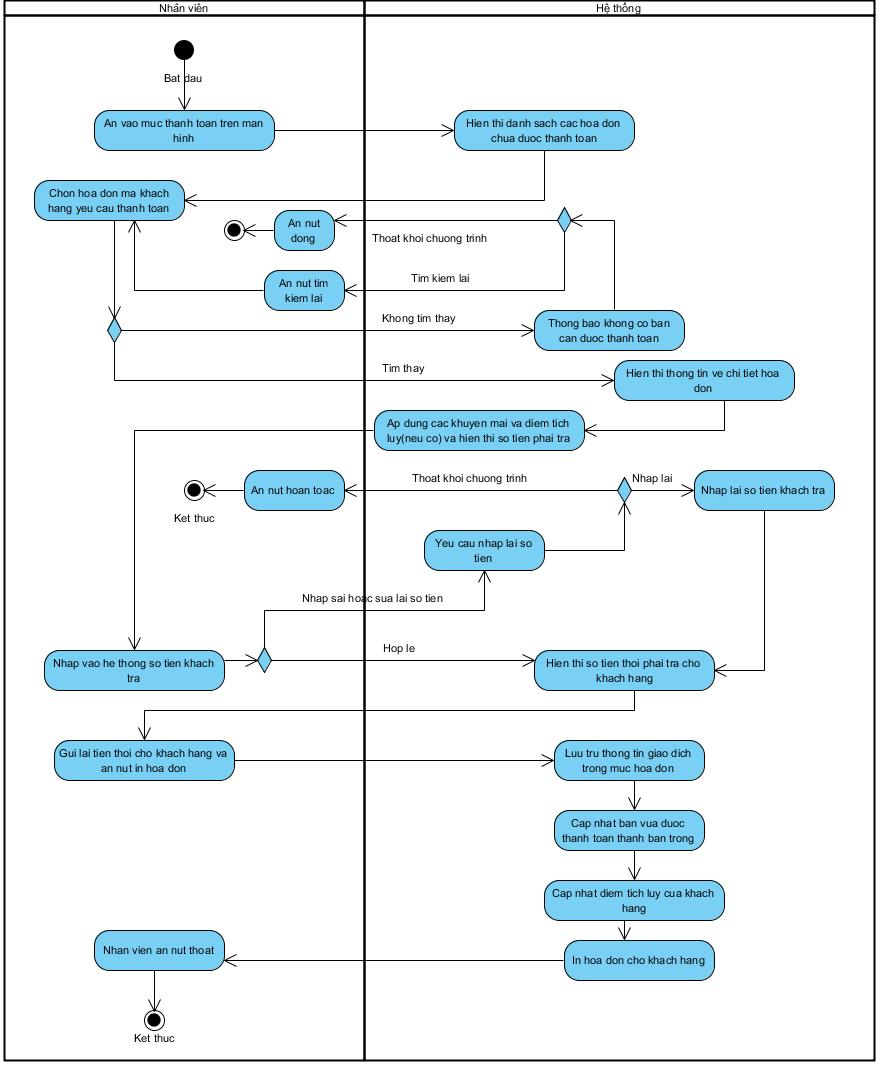 Nhân viên
Hệ thống
Bat dau
An vao muc thanh toan tren man
hinh
Hien thi danh sach cac hoa don
chua duoc thanh toan
Chon hoa don ma khach
hang yeu cau thanh toan
An nut
dong
Thoat khoi chuong trinh
An nut tim
kiem lai
Tim kiem lai
Khong tim thay
Thong bao khong co ban
can duoc thanh toan
Tim thay
Hien thi thong tin ve chi tiet hoa
don
Ap dung cac khuyen mai va diem tich
luy(neu co) va hien thi so tien phai tra
An nut hoan toac
Thoat khoi chuong trinh
Nhap lai
Nhap lai so tien khach tra
Ket thuc
Yeu cau nhap lai so
tien
Nhap sai hoac sua lai so tien
Nhap vao he thong so tien khach
tra
Hop le
Hien thi so tien thoi phai tra cho
khach hang
Gui lai tien thoi cho khach hang va
an nut in hoa don
Luu tru thong tin giao dich
trong muc hoa don
Cap nhat ban vua duoc
thanh toan thanh ban trong
Cap nhat diem tich luy cua khach
hang
Nhan vien an nut thoat
In hoa don cho khach hang
Ket thuc